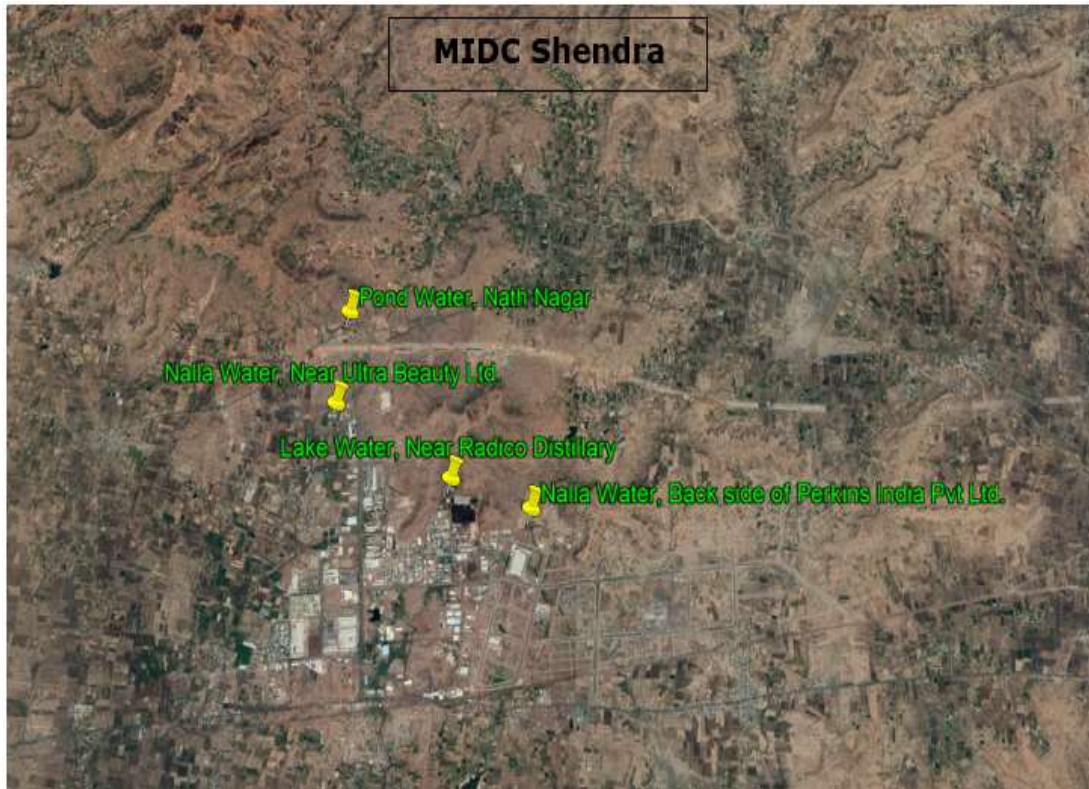 MIDC Shendra
Pond Water, Nath Nagar
Nalla Water, Near Ultra Beauty Ltd.
Lake Water, Near Radico Distillary
Nalla Water, Back side of Perkins India Pvt Ltd.